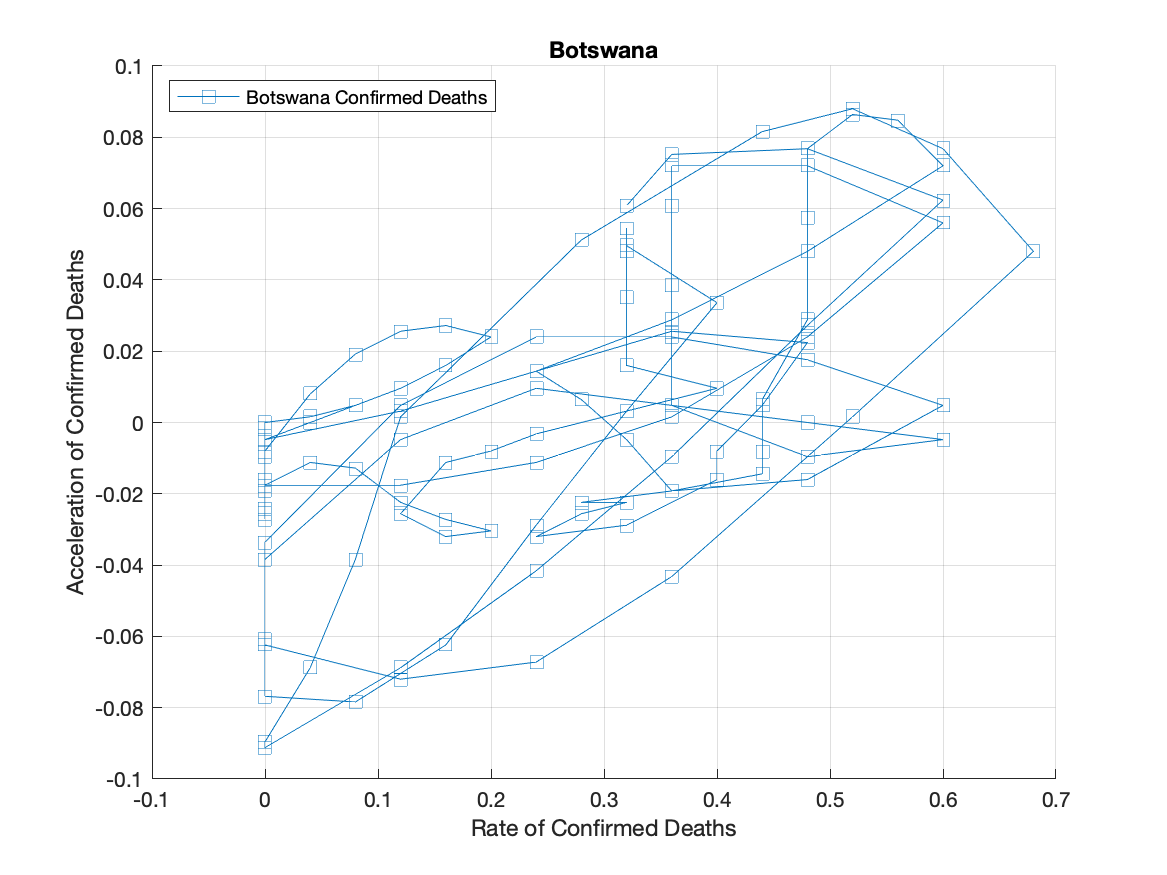 Botswana
Botswana Confirmed Deaths
0.1
0.08
0.06
0.04
0.02
0
-0.02
-0.04
-0.06
-0.08
-0.1
Acceleration of Confirmed Deaths
-0.1 0 0.1 0.2 0.3 0.4 0.5 0.6 0.7
Rate of Confirmed Deaths